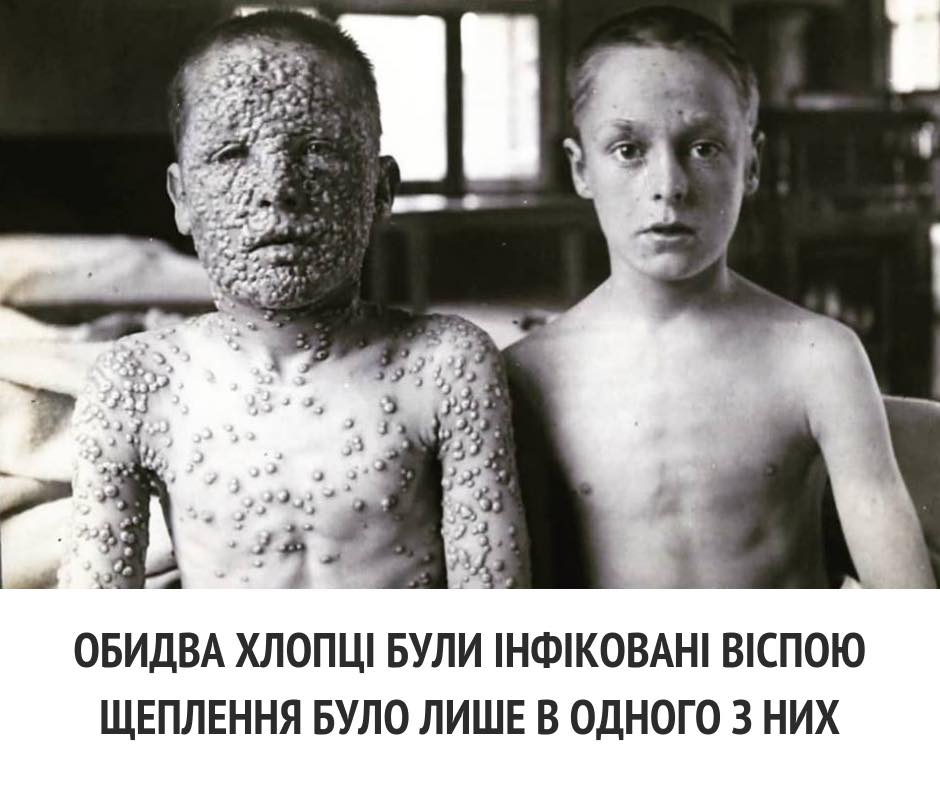 ОБИДВА ХЛОПЦІ БУЛИ ІНФІКОВАНІ ВІСПОЮ
ЩЕПЛЕННЯ БУЛО ЛИШЕ В ОДНОГО З НИХ